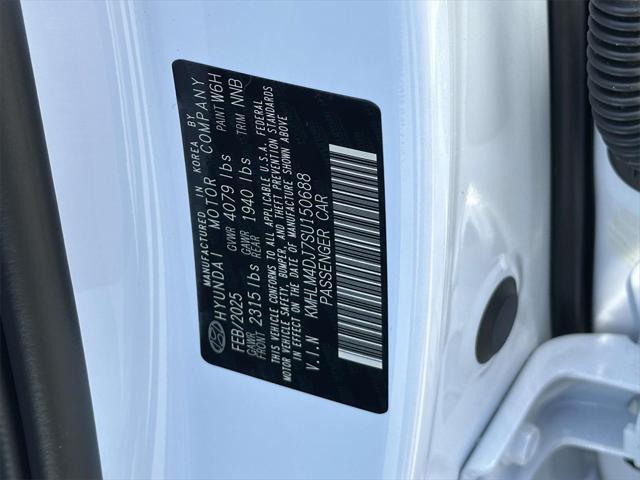 MANUFACTURED IN KOREA BY
HYUNDAI MOTOR COMPANY
FEB/2025 GVWR 4079 lbs PAINT W6H
GAWR FRONT 2315 lbs GAWR REAR 1940 lbs TRIM NNB
THIS VEHICLE CONFORMS TO ALL APPLICABLE U.S.A. FEDERAL
MOTOR VEHICLE SAFETY, BUMPER, AND THEFT PREVENTION STANDARDS
IN EFFECT ON THE DATE OF MANUFACTURE SHOWN ABOVE
V.I.N KMHLM4DJ7SU150688
PASSENGER CAR